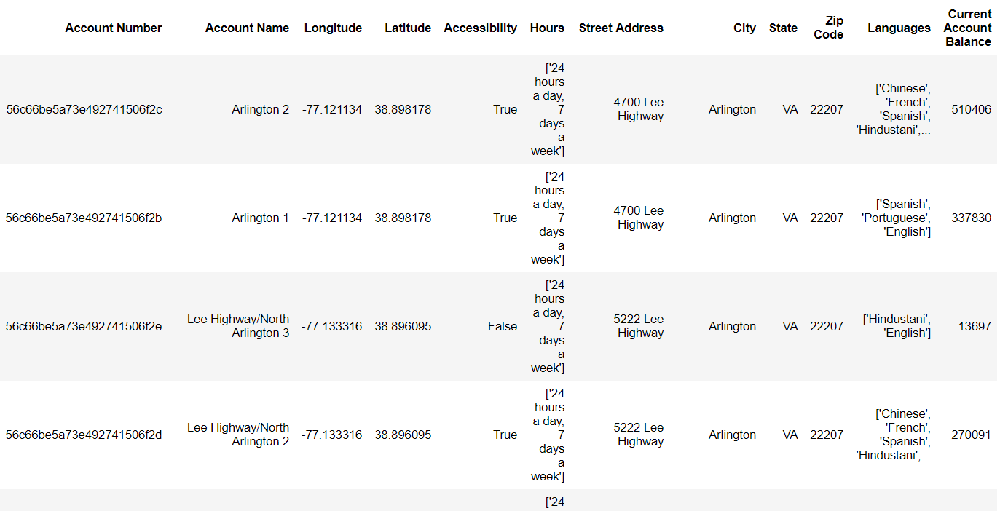 Account Number Account Name Longitude Latitude Accessibility Hours Street Address City State Zip Code Languages Current Account Balance
56c66be5a73e492741506f2c Arlington 2 -77.121134 38.898178 True ['24 hours a day, 7 days a week'] 4700 Lee Highway Arlington VA 22207 ['Chinese', 'French', 'Spanish', 'Hindustani',... 510406
56c66be5a73e492741506f2b Arlington 1 -77.121134 38.898178 True ['24 hours a day, 7 days a week'] 4700 Lee Highway Arlington VA 22207 ['Spanish', 'Portuguese', 'English'] 337830
56c66be5a73e492741506f2e Lee Highway/North Arlington 3 -77.133316 38.896095 False ['24 hours a day, 7 days a week'] 5222 Lee Highway Arlington VA 22207 ['Hindustani', 'English'] 13697
56c66be5a73e492741506f2d Lee Highway/North Arlington 2 -77.133316 38.896095 True ['24 hours a day, 7 days a week'] 5222 Lee Highway Arlington VA 22207 ['Chinese', 'French', 'Spanish', 'Hindustani',... 270091
['24